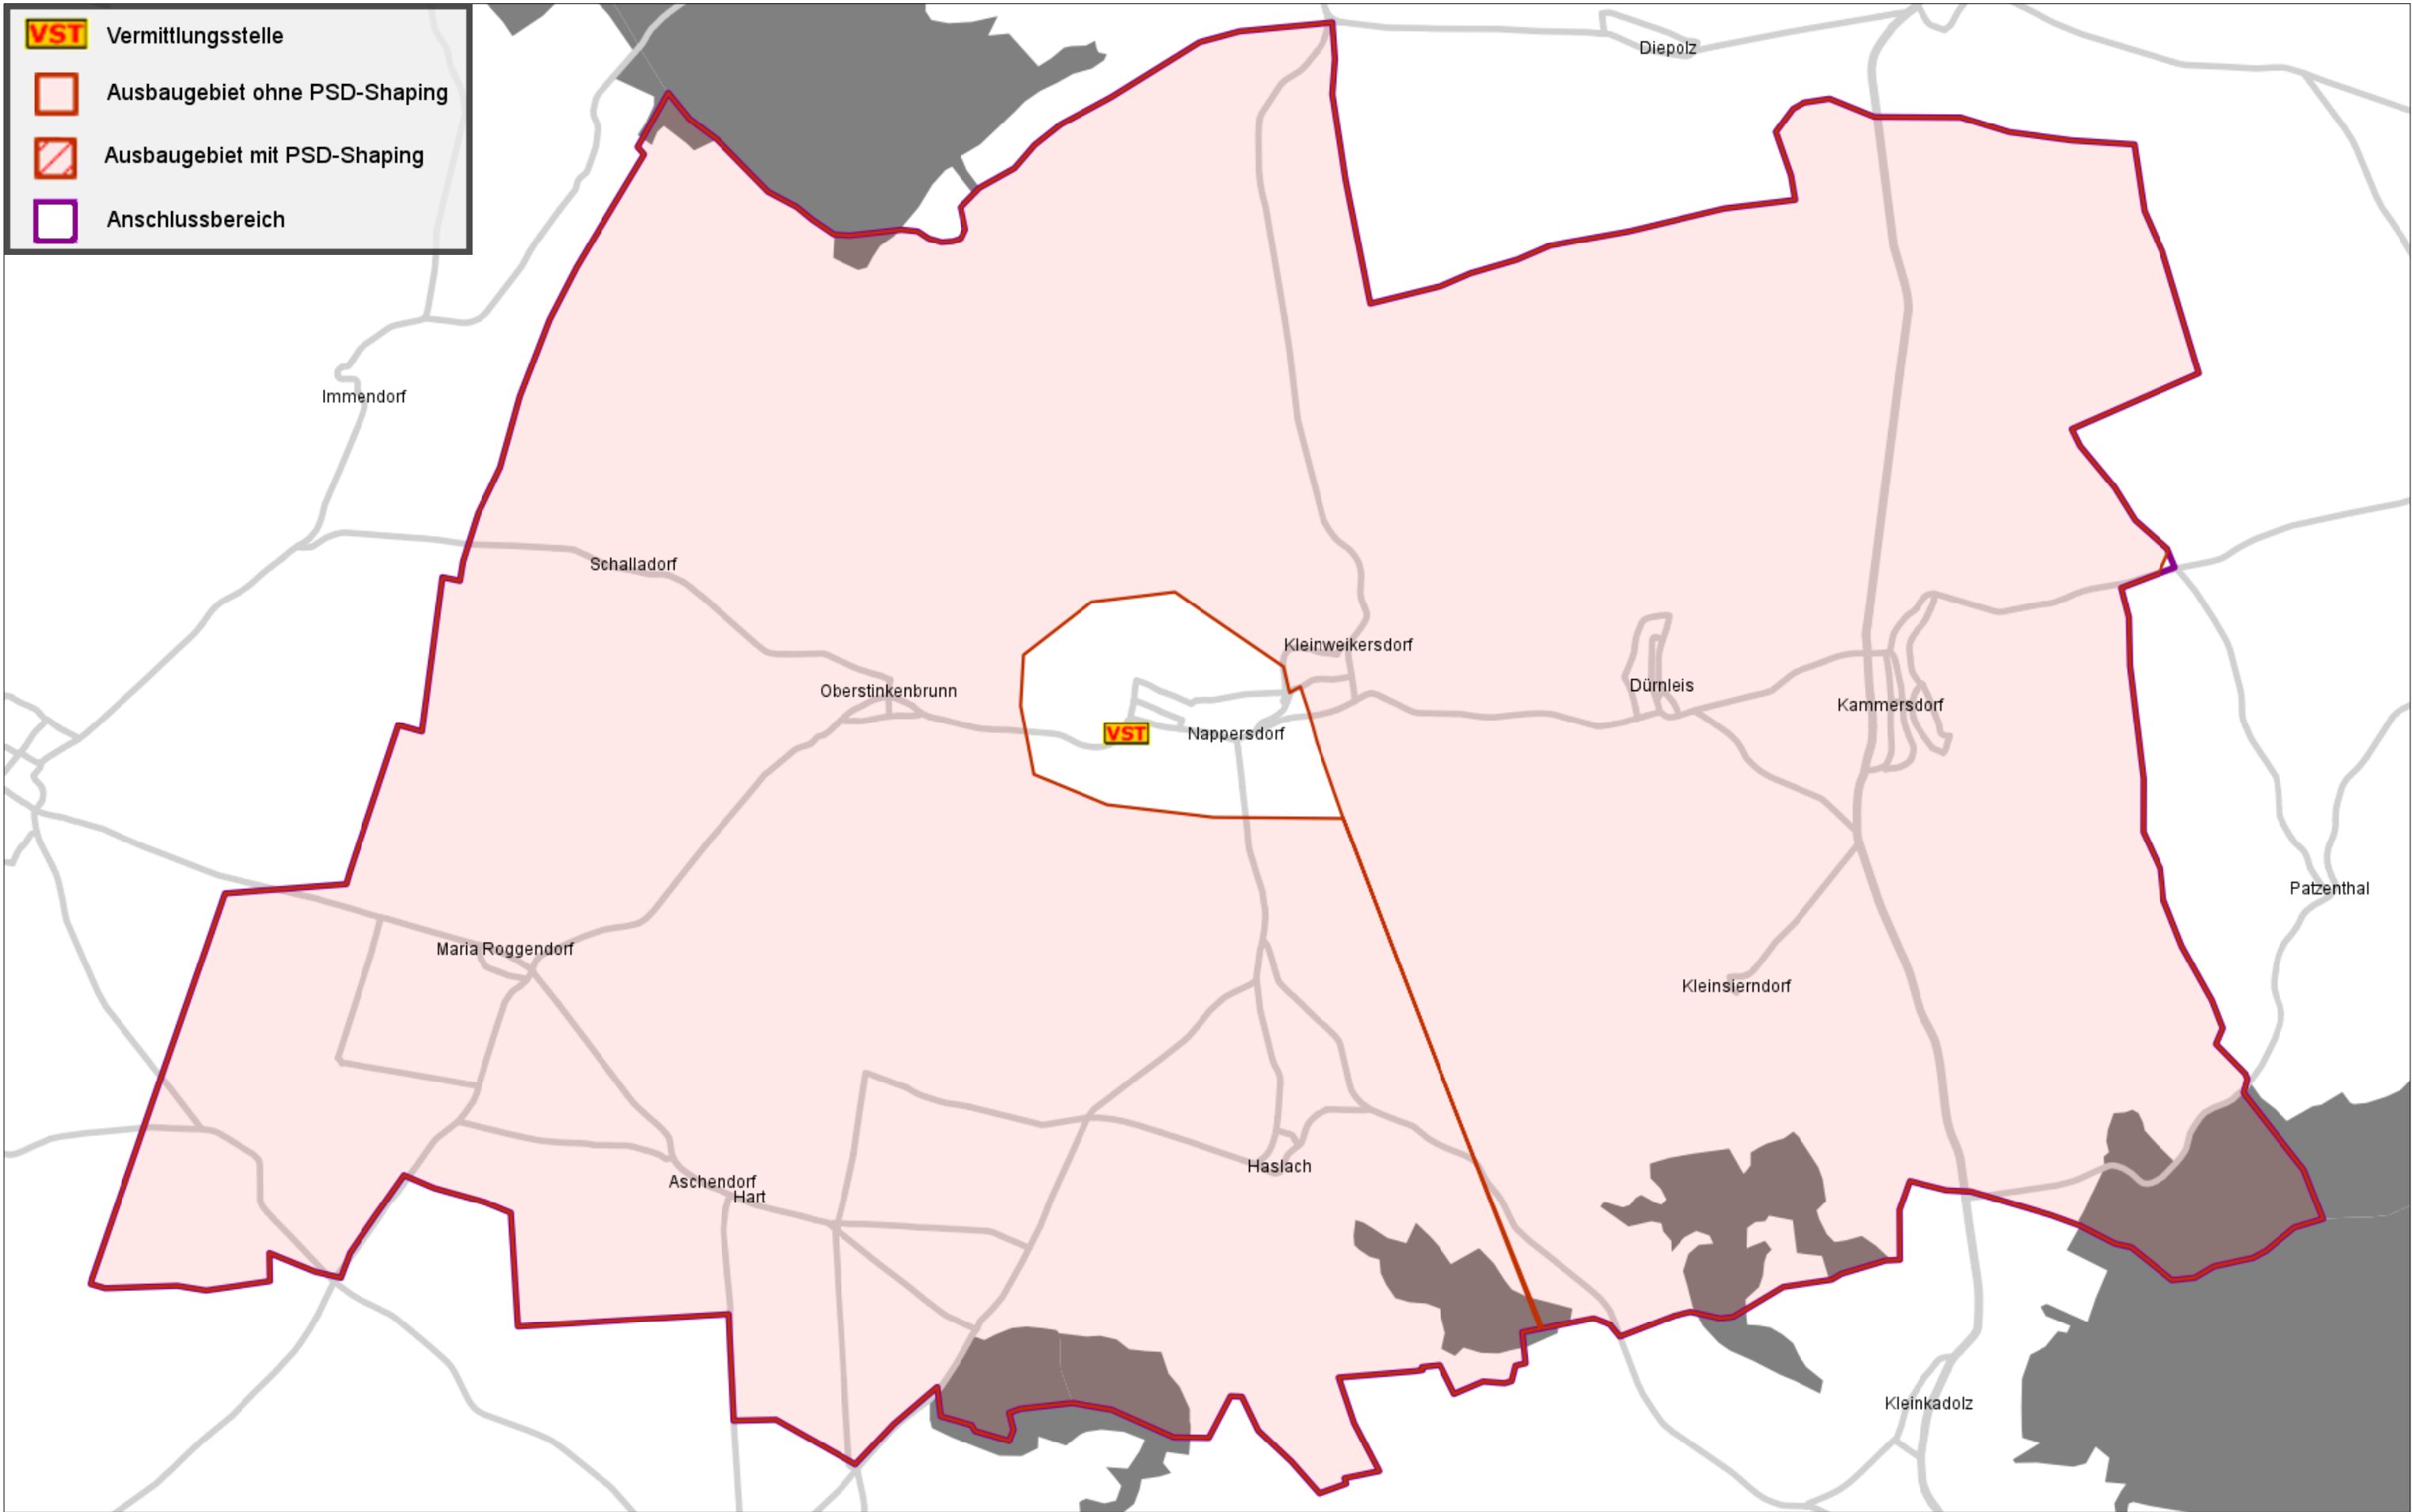 VST Vermittlungsstelle
Ausbaugebiet ohne PSD-Shaping
Ausbaugebiet mit PSD-Shaping
Anschlussbereich
Diepolz
Immendorf
Schalladorf
Kleinweikersdorf
Oberstinkenbrunn
Dürnleis
Kammersdorf
VST
Nappersdorf
Patzenthal
Maria Roggendorf
Kleinsierndorf
Haslach
Aschendorf
Hart
Kleinkadolz